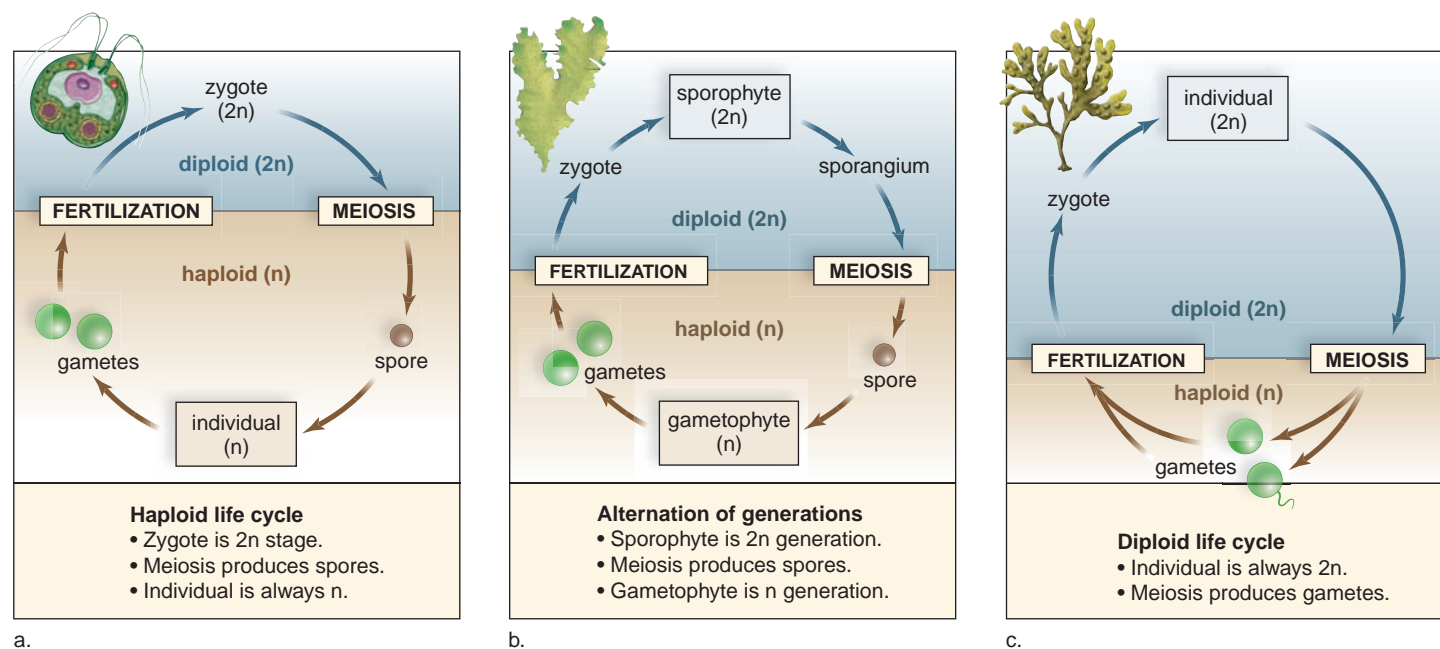 zygote
(2n)
diploid (2n)
FERTILIZATION
MEIOSIS
haploid (n)
gametes
spore
individual
(n)
Haploid life cycle
• Zygote is 2n stage.
• Meiosis produces spores.
• Individual is always n.
a.
sporophyte
(2n)
zygote
sporangium
diploid (2n)
FERTILIZATION
MEIOSIS
haploid (n)
gametes
spore
gametophyte
(n)
Alternation of generations
• Sporophyte is 2n generation.
• Meiosis produces spores.
• Gametophyte is n generation.
b.
individual
(2n)
zygote
diploid (2n)
FERTILIZATION
MEIOSIS
haploid (n)
gametes
Diploid life cycle
• Individual is always 2n.
• Meiosis produces gametes.
c.